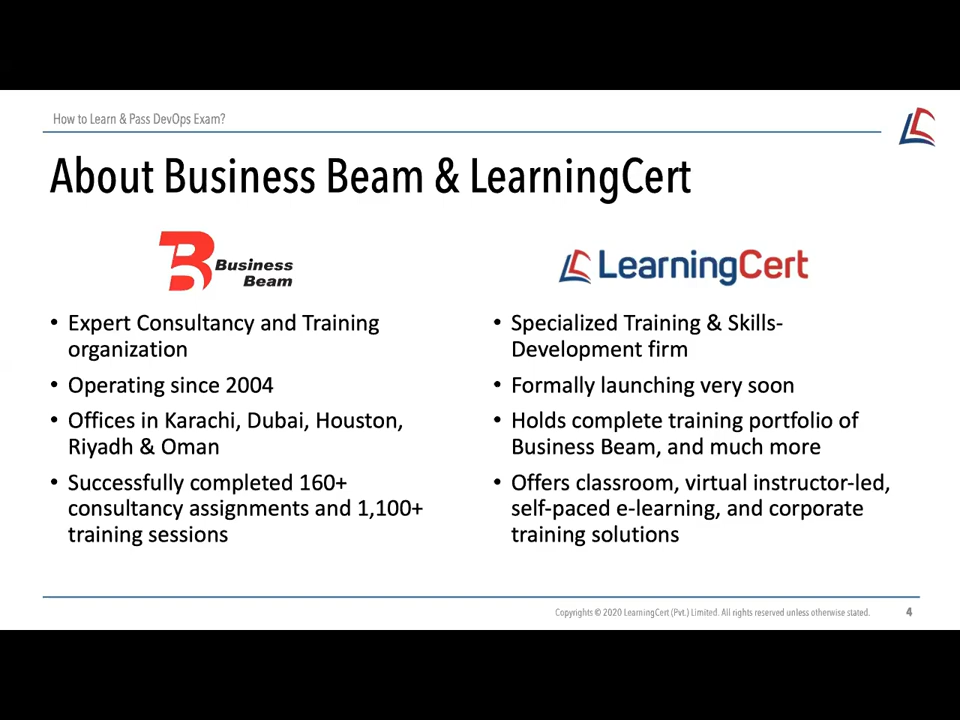 How to Learn & Pass DevOps Exam?
About Business Beam & LearningCert
Business
Beam
• Expert Consultancy and Training
organization
• Operating since 2004
• Offices in Karachi, Dubai, Houston,
Riyadh & Oman
• Successfully completed 160+
consultancy assignments and 1,100+
training sessions
LearningCert
• Specialized Training & Skills-
Development firm
• Formally launching very soon
• Holds complete training portfolio of
Business Beam, and much more
• Offers classroom, virtual instructor-led,
self-paced e-learning, and corporate
training solutions
Copyrights © 2020 LearningCert (Pvt.) Limited. All rights reserved unless otherwise stated.
4